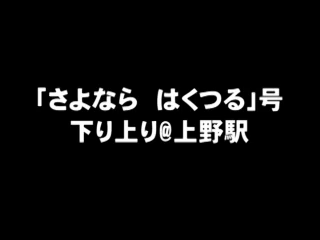 「さよなら　はくつる」号
下り上り@上野駅